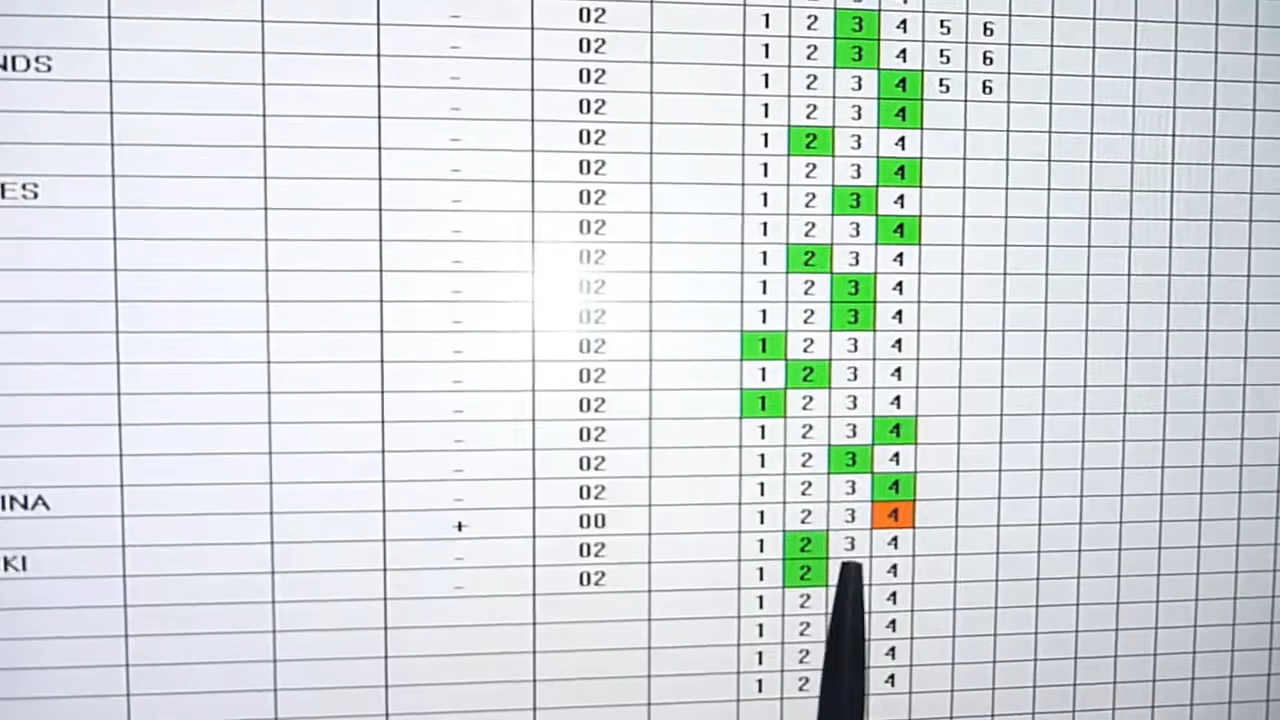 – 02 1 2 3 4 5 6
– 02 1 2 3 4 5 6
NDS – 02 1 2 3 4 5 6
– 02 1 2 3 4
– 02 1 2 3 4
– 02 1 2 3 4
ES – 02 1 2 3 4
– 02 1 2 3 4
– 02 1 2 3 4
– 02 1 2 3 4
– 02 1 2 3 4
– 02 1 2 3 4
– 02 1 2 3 4
– 02 1 2 3 4
– 02 1 2 3 4
– 02 1 2 3 4
INA – 02 1 2 3 4
+ 00 1 2 3 4
KI – 02 1 2 3 4
– 02 1 2 4
1 2 4
1 2 4
1 2 4
1 2 4